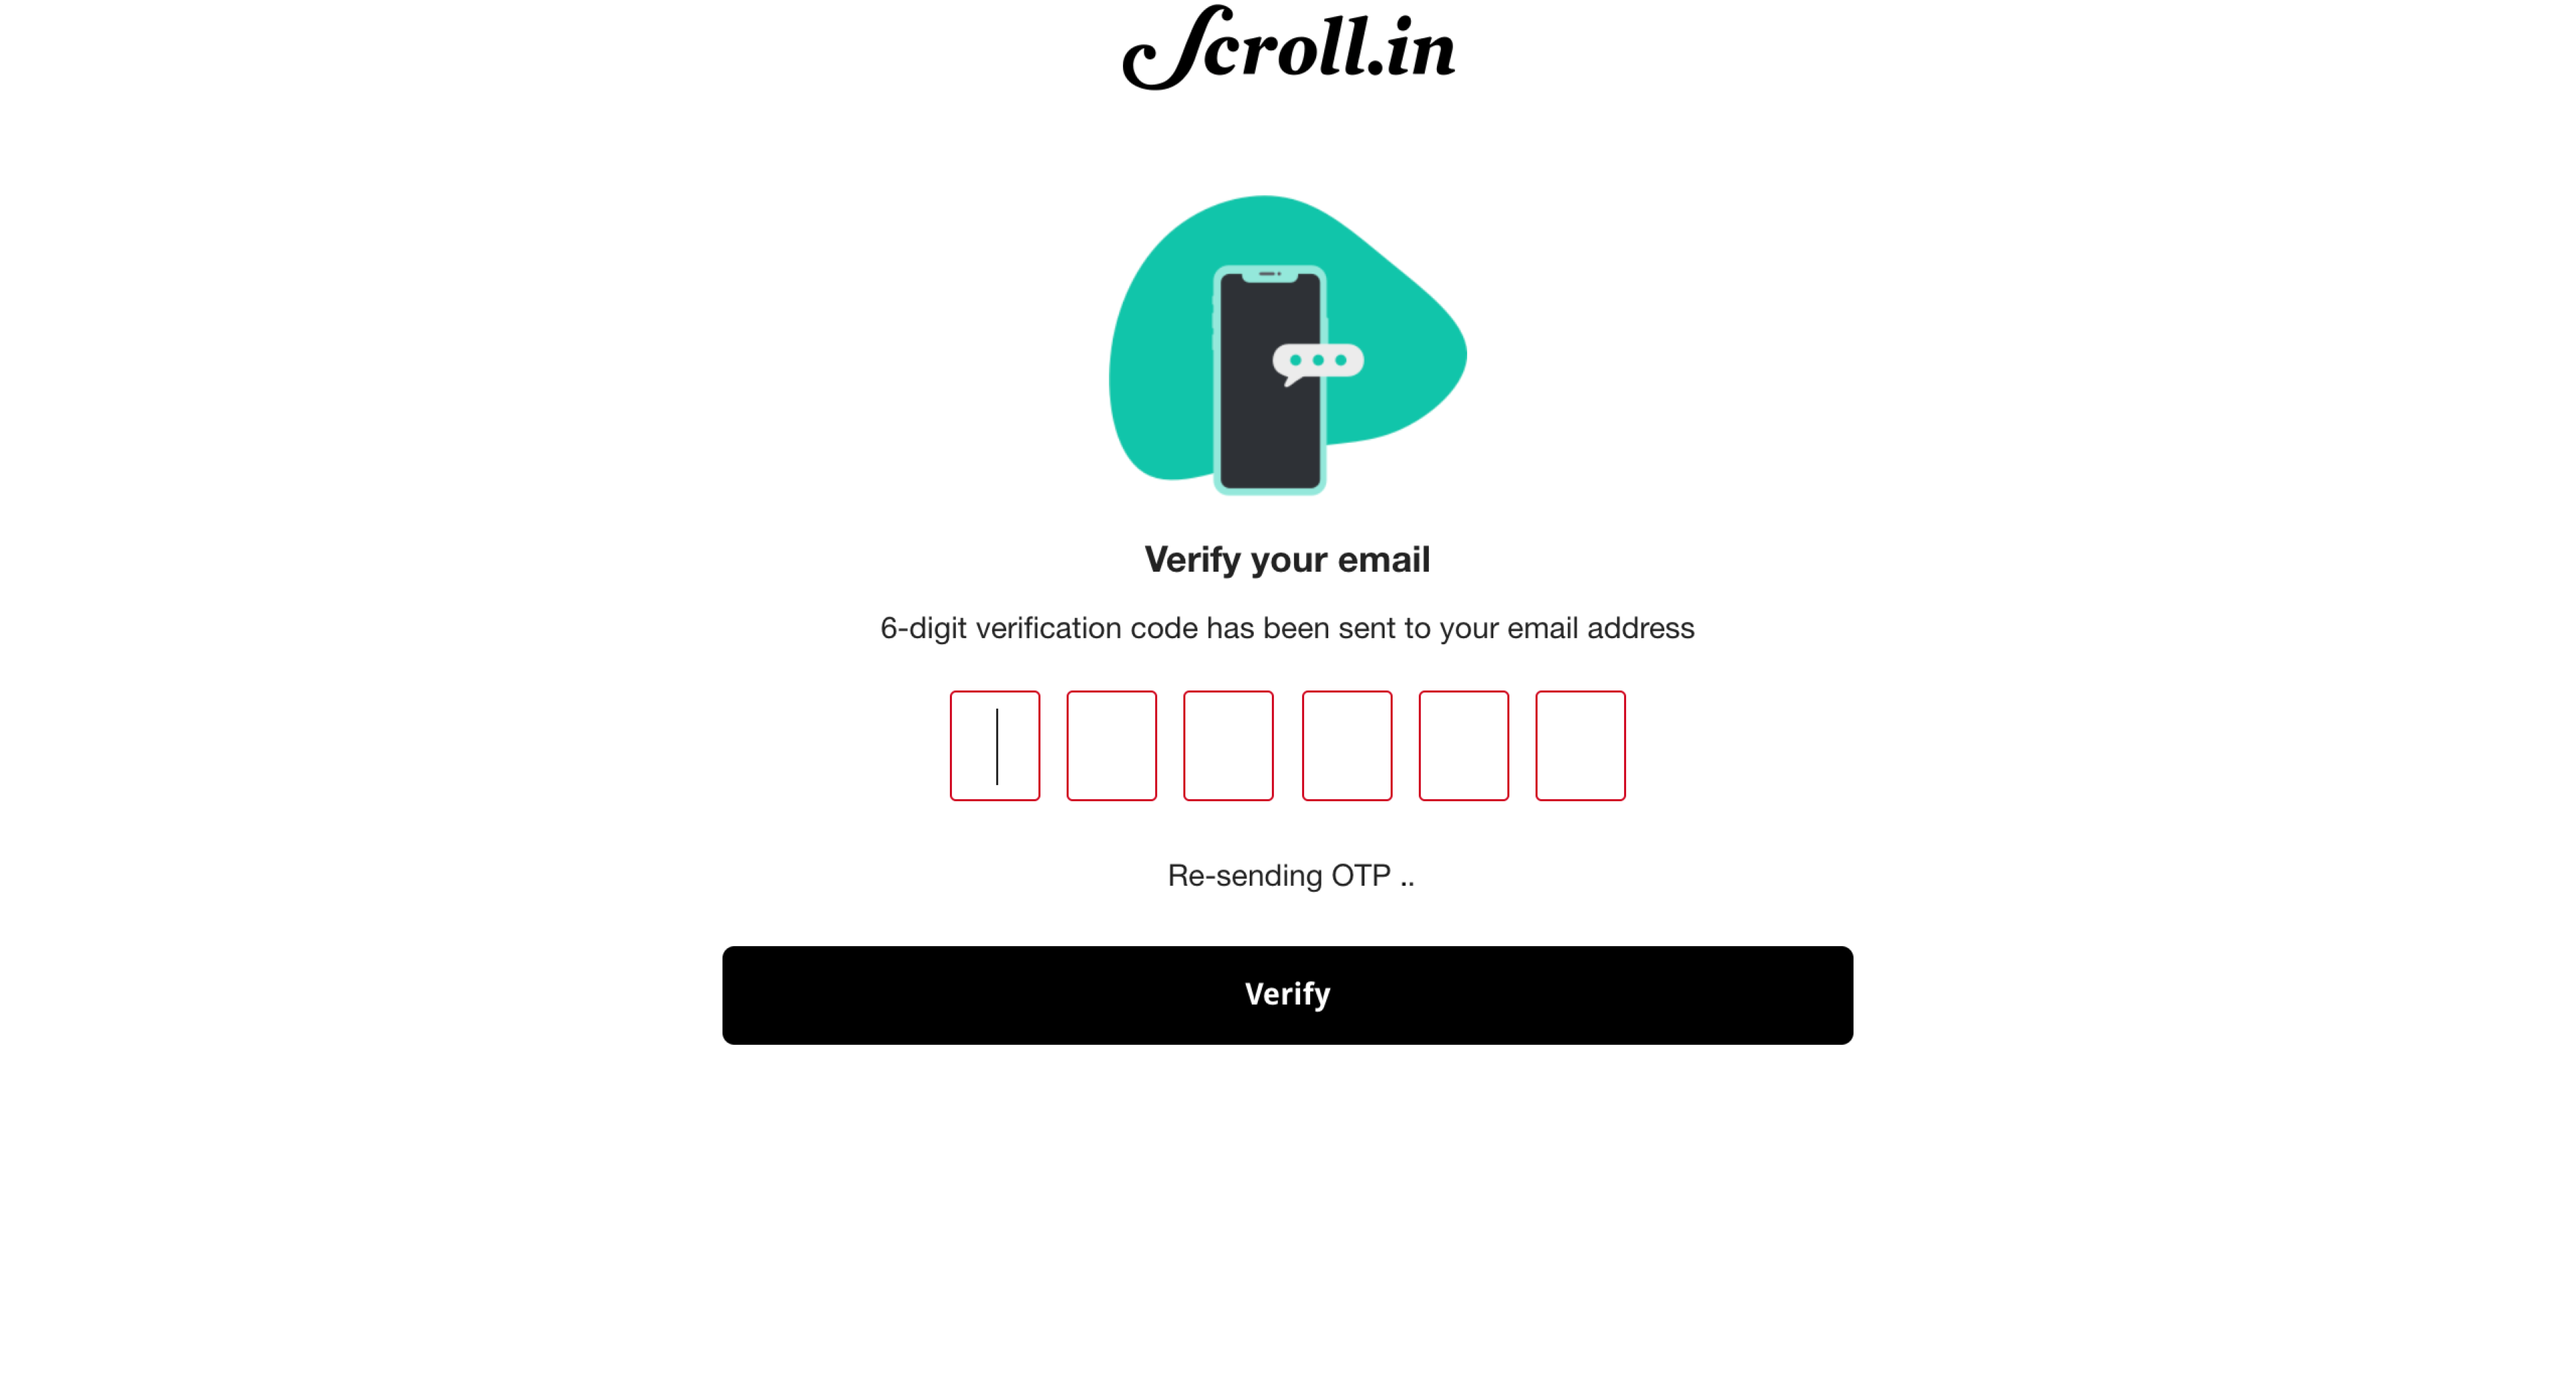 Scroll.in
Verify your email
6-digit verification code has been sent to your email address
Re-sending OTP ..
Verify